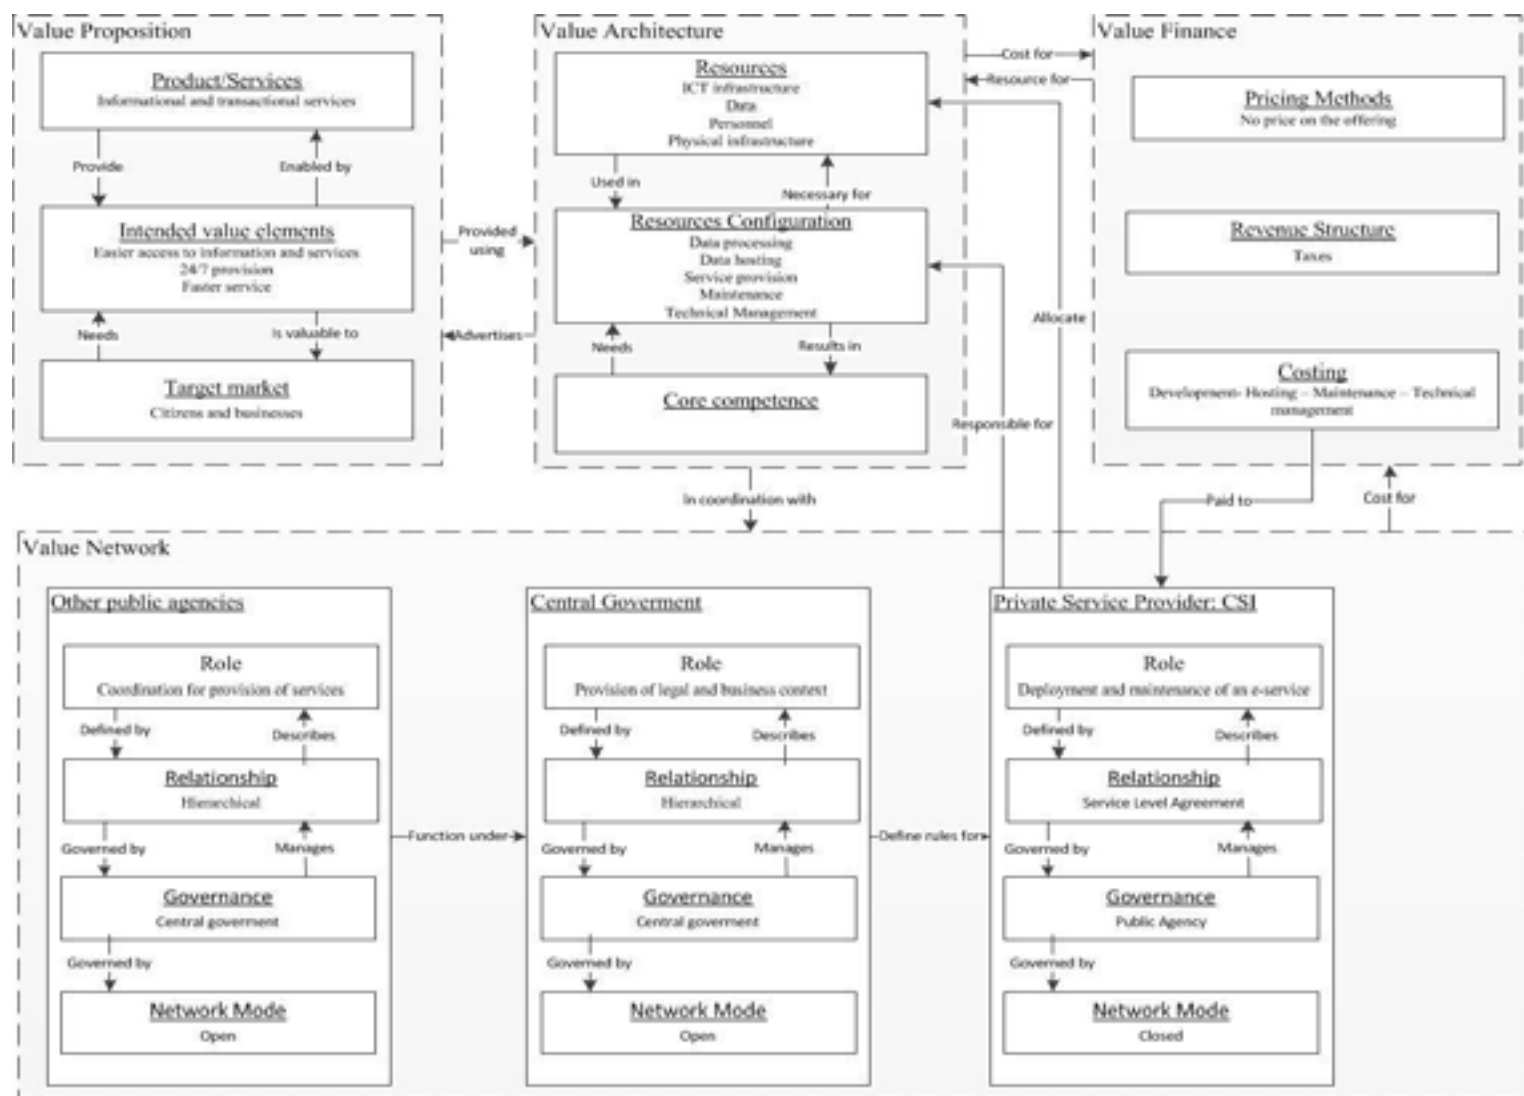 Value Proposition
Product/Services
Informational and transactional services
Provide
Enabled by
Intended value elements
Easier access to information and services
24/7 provision
Faster service
Needs
Is valuable to
Target market
Citizens and businesses
Provided
using
Advertises
Value Architecture
Resources
ICT infrastructure
Data
Personnel
Physical infrastructure
Used in
Necessary for
Resources Configuration
Data processing
Data hosting
Service provision
Maintenance
Technical Management
Needs
Results in
Core competence
Cost for
Resource for
Allocate
Responsible for
Value Finance
Pricing Methods
No price on the offering
Revenue Structure
Taxes
Costing
Development- Hosting – Maintenance – Technical
management
In coordination with
Paid to
Cost for
Value Network
Other public agencies
Role
Coordination for provision of services
Defined by
Describes
Relationship
Hierarchical
Governed by
Manages
Governance
Central goverment
Governed by
Network Mode
Open
Function under
Central Goverment
Role
Provision of legal and business context
Defined by
Describes
Relationship
Hierarchical
Governed by
Manages
Governance
Central goverment
Governed by
Network Mode
Open
Define rules for
Private Service Provider: CSI
Role
Deployment and maintenance of an e-service
Defined by
Describes
Relationship
Service Level Agreement
Governed by
Manages
Governance
Public Agency
Governed by
Network Mode
Closed